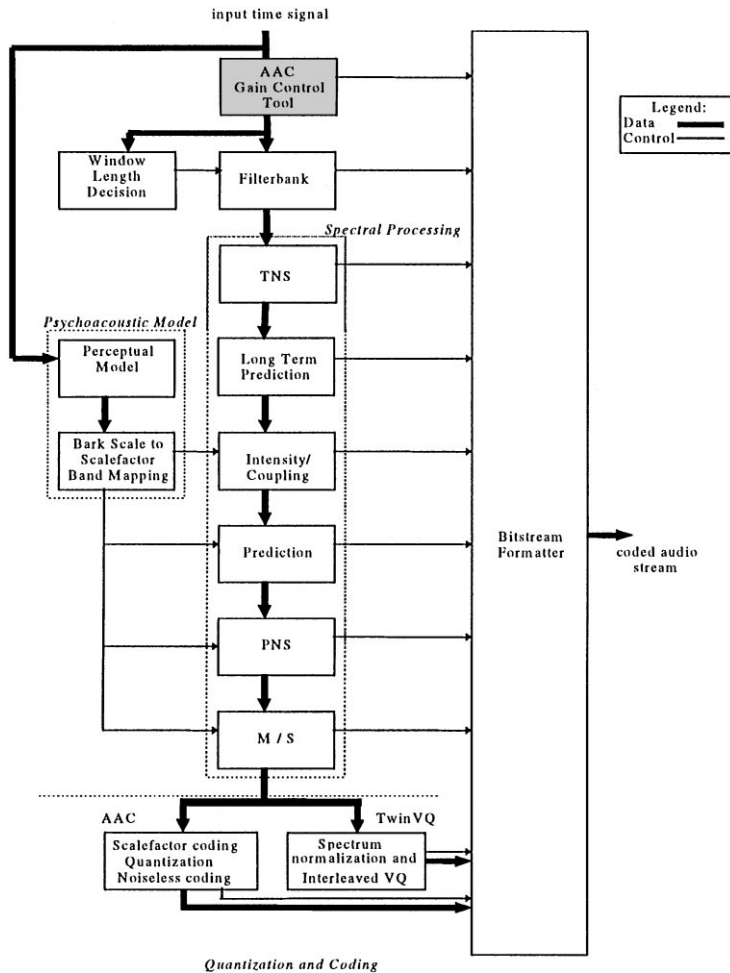 input time signal
AAC
Gain Control
Tool
Legend:
Data
Control
Window
Length
Decision
Filterbank
Spectral Processing
TNS
Psychoacoustic Model
Perceptual
Model
Long Term
Prediction
Bark Scale to
Scalefactor
Band Mapping
Intensity/
Coupling
Prediction
Bitstream
Formatter
coded audio
stream
PNS
M / S
AAC
TwinVQ
Scalefactor coding
Quantization
Noiseless coding
Spectrum
normalization and
Interleaved VQ
Quantization and Coding